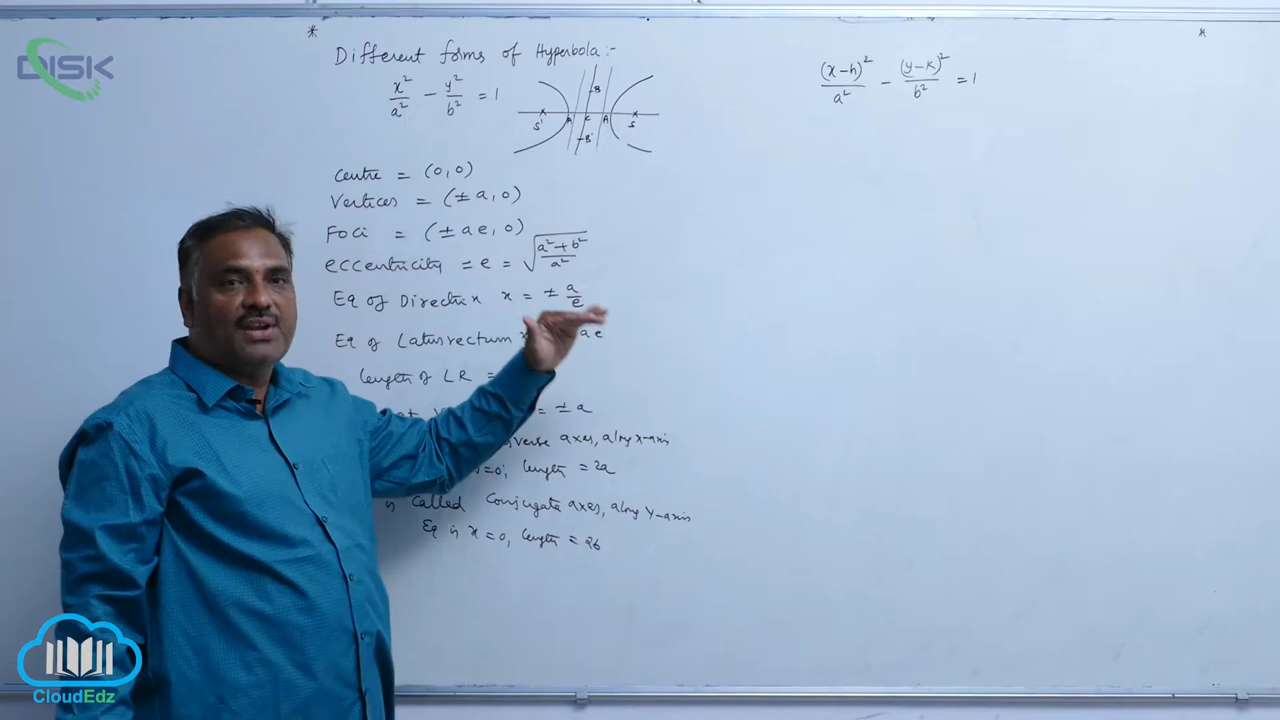 DISK
*
*
Different forms of Hyperbola:-
x²/a² - y²/b² = 1
B
S' A C A S
B'
Centre = (0,0)
Vertices = (±a,0)
Foci = (±ae,0)
eccentricity = e = √((a²+b²)/a²)
Eq of Directrix x = ± a/e
Eq of Latusrectum ae
length of LR =
= ±a
axes, along x-axis
=0; length = 2a
is called Conjugate axes, along Y-axis
Eq is x = 0, length = 2b
(x-h)²/a² - (y-k)²/b² = 1
CloudEdz